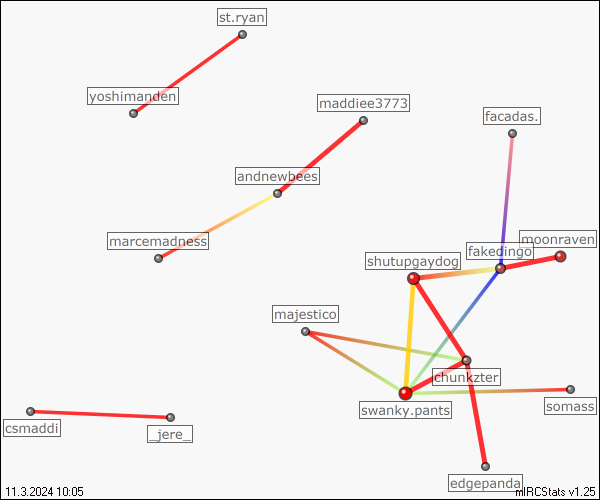 st.ryan
yoshimanden
maddiee3773
facadas.
andnewbees
marcemadness
_moonraven
fakedingo
shutupgaydog
majestico
chunkzter
swanky.pants
somass
csmaddi
_jere_
edgepanda
11.3.2024 10:05
mIRCStats v1.25